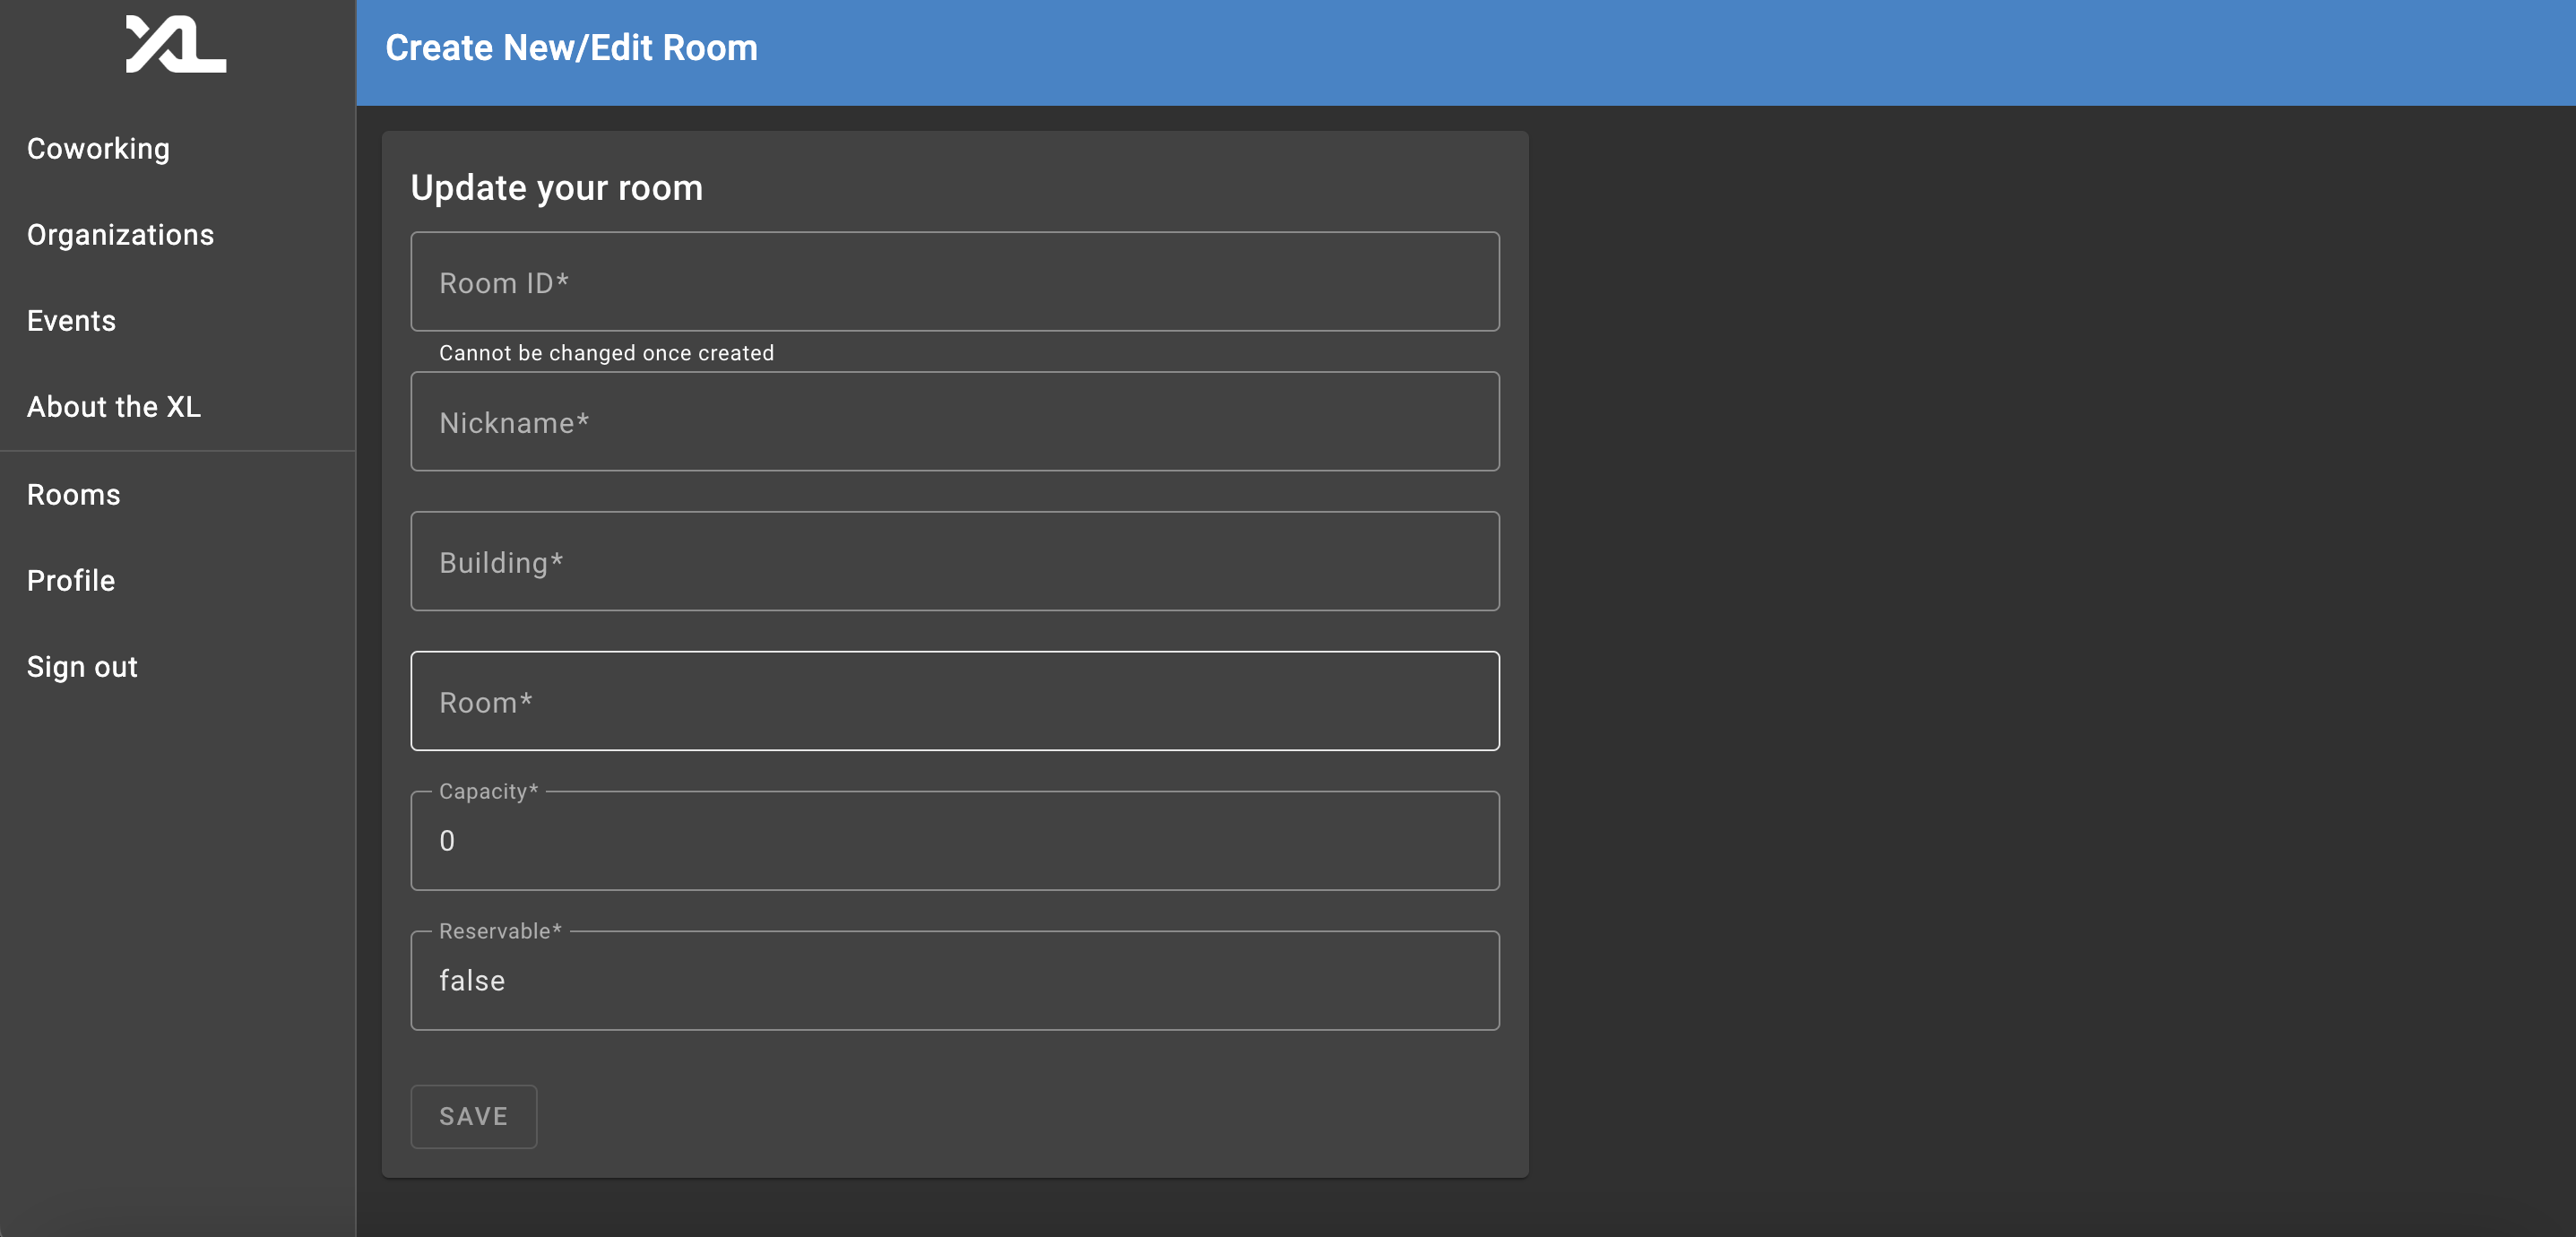 XL
Create New/Edit Room
Coworking
Organizations
Events
About the XL
Rooms
Profile
Sign out
Update your room
Room ID*
Cannot be changed once created
Nickname*
Building*
Room*
Capacity*
0
Reservable*
false
SAVE